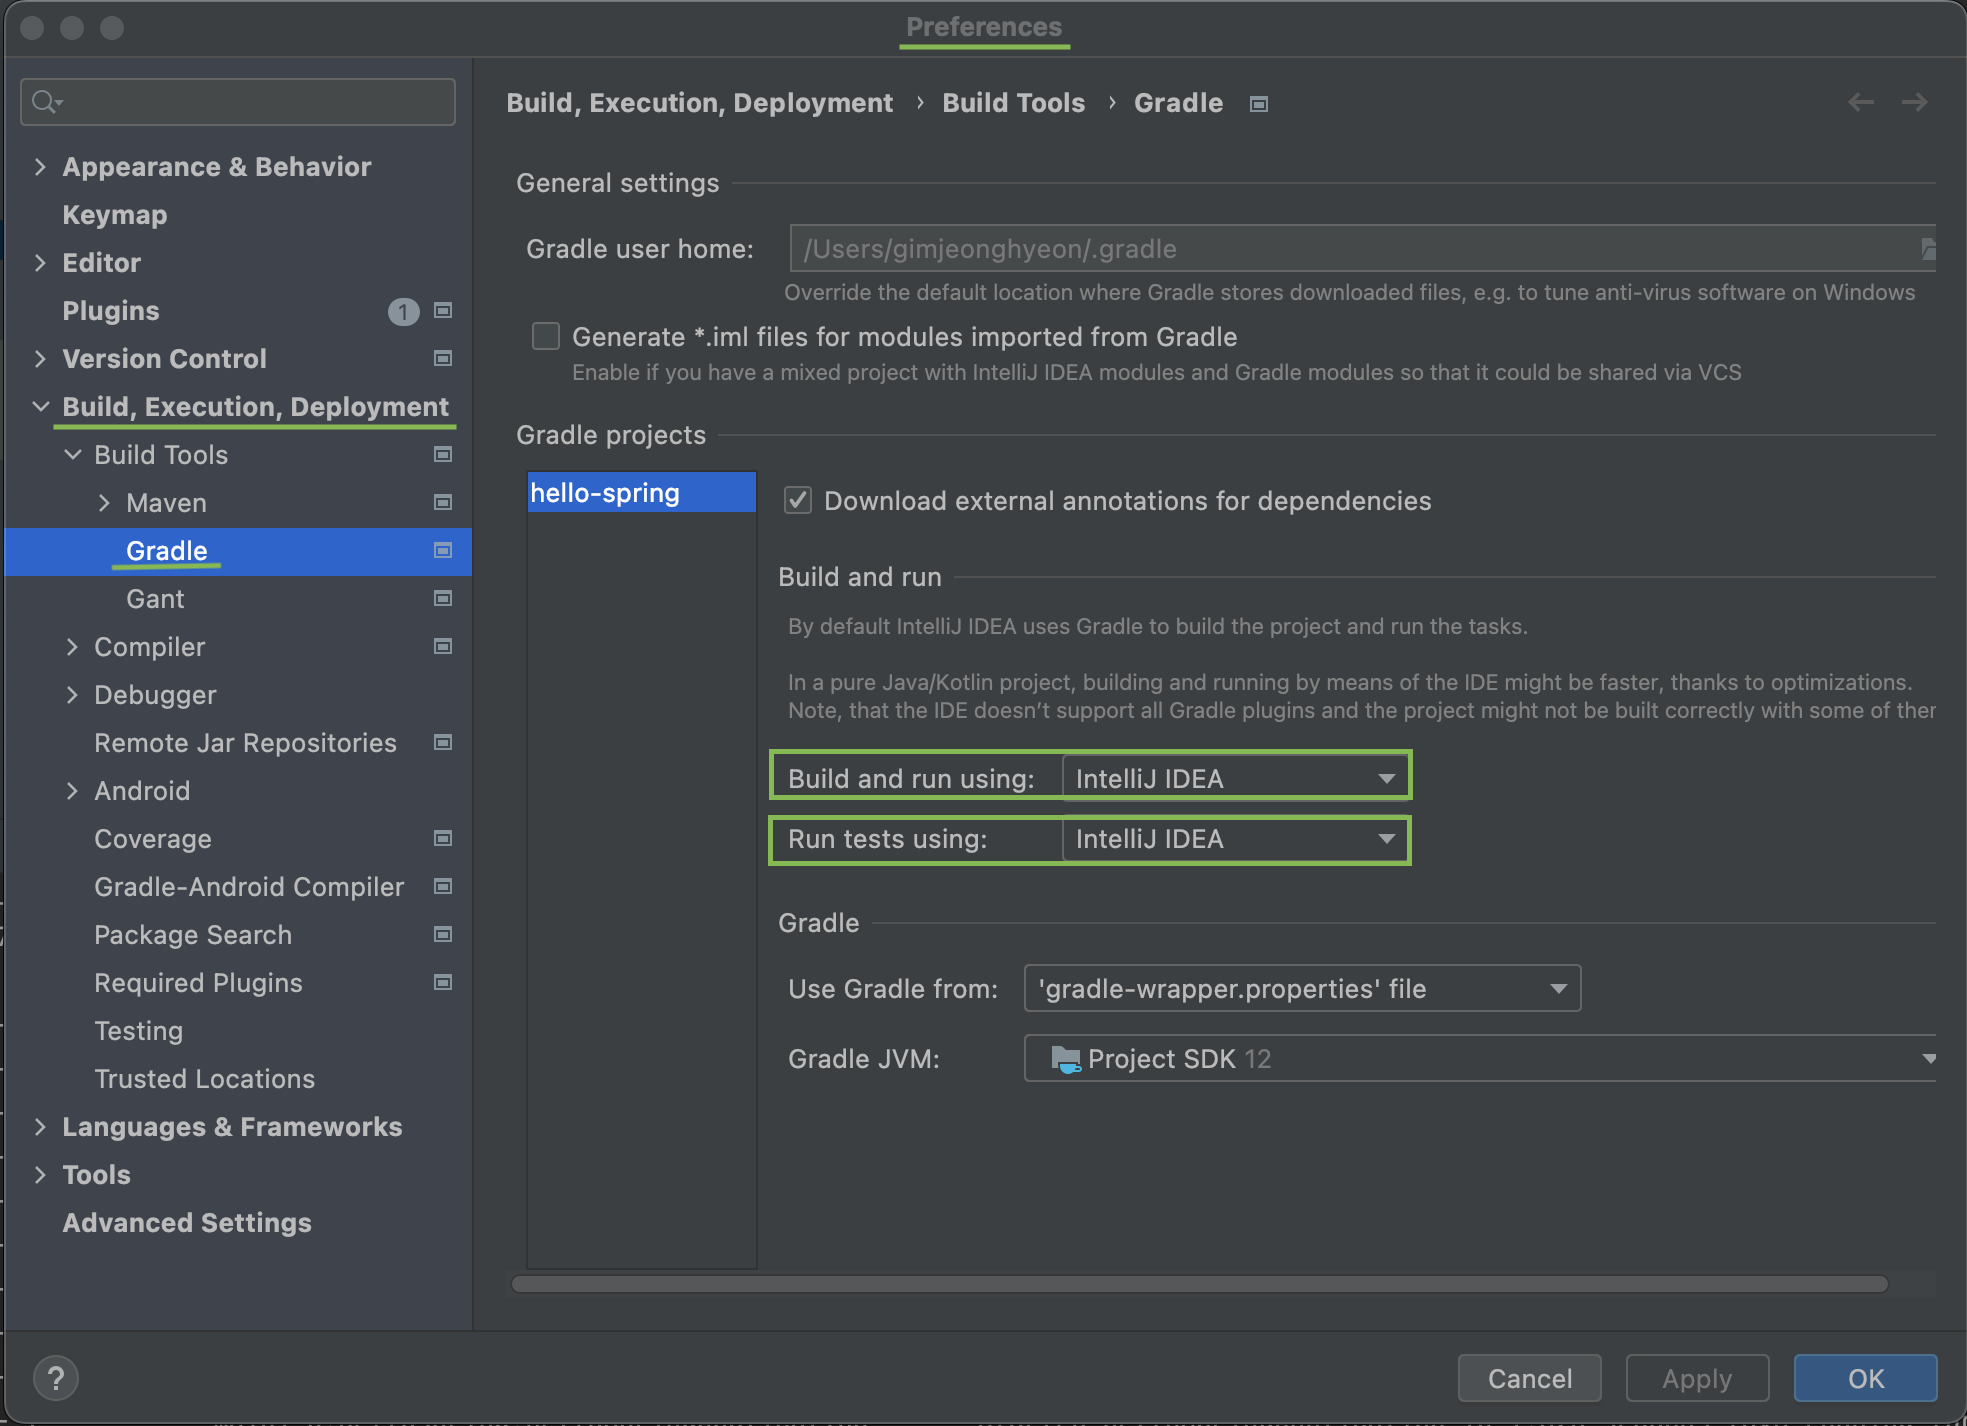 Preferences
Appearance & Behavior
Keymap
Editor
Plugins 1
Version Control
Build, Execution, Deployment
Build Tools
Maven
Gradle
Gant
Compiler
Debugger
Remote Jar Repositories
Android
Coverage
Gradle-Android Compiler
Package Search
Required Plugins
Testing
Trusted Locations
Languages & Frameworks
Tools
Advanced Settings
Build, Execution, Deployment › Build Tools › Gradle
General settings
Gradle user home: /Users/gimjeonghyeon/.gradle
Override the default location where Gradle stores downloaded files, e.g. to tune anti-virus software on Windows
Generate *.iml files for modules imported from Gradle
Enable if you have a mixed project with IntelliJ IDEA modules and Gradle modules so that it could be shared via VCS
Gradle projects
hello-spring
Download external annotations for dependencies
Build and run
By default IntelliJ IDEA uses Gradle to build the project and run the tasks.
In a pure Java/Kotlin project, building and running by means of the IDE might be faster, thanks to optimizations.
Note, that the IDE doesn’t support all Gradle plugins and the project might not be built correctly with some of
Build and run using: IntelliJ IDEA
Run tests using: IntelliJ IDEA
Gradle
Use Gradle from: 'gradle-wrapper.properties' file
Gradle JVM: Project SDK 12
?
Cancel
Apply
OK